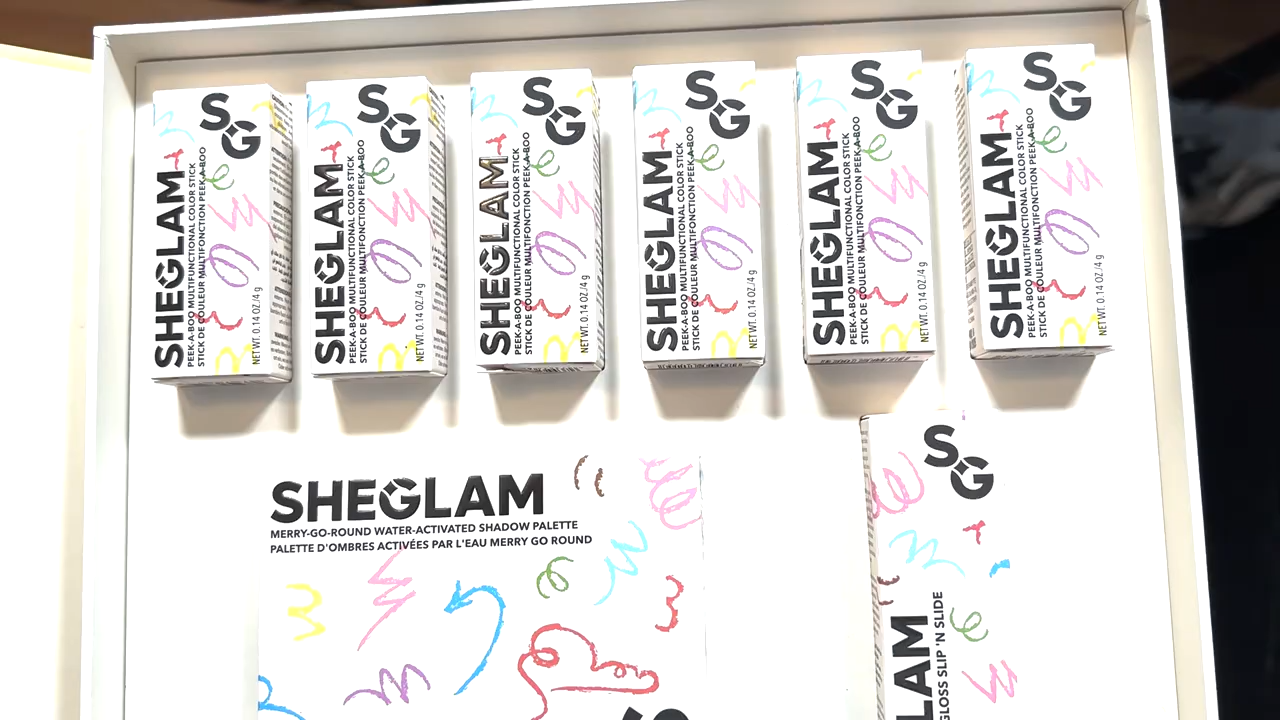 SG
SHEGLAM
PEEK-A-BOO MULTIFUNCTIONAL COLOR STICK
STICK DE COULEUR MULTIFONCTION PEEK-A-BOO
NET WT. 0.14 OZ./4 g
SG
SHEGLAM
PEEK-A-BOO MULTIFUNCTIONAL COLOR STICK
STICK DE COULEUR MULTIFONCTION PEEK-A-BOO
NET WT. 0.14 OZ./4 g
SG
SHEGLAM
PEEK-A-BOO MULTIFUNCTIONAL COLOR STICK
STICK DE COULEUR MULTIFONCTION PEEK-A-BOO
NET WT. 0.14 OZ./4 g
SG
SHEGLAM
PEEK-A-BOO MULTIFUNCTIONAL COLOR STICK
STICK DE COULEUR MULTIFONCTION PEEK-A-BOO
NET WT. 0.14 OZ./4 g
SG
SHEGLAM
PEEK-A-BOO MULTIFUNCTIONAL COLOR STICK
STICK DE COULEUR MULTIFONCTION PEEK-A-BOO
NET WT. 0.14 OZ./4 g
SG
SHEGLAM
PEEK-A-BOO MULTIFUNCTIONAL COLOR STICK
STICK DE COULEUR MULTIFONCTION PEEK-A-BOO
NET WT. 0.14 OZ./4 g
SHEGLAM
MERRY-GO-ROUND WATER-ACTIVATED SHADOW PALETTE
PALETTE D'OMBRES ACTIVÉES PAR L'EAU MERRY GO ROUND
SG
LAM
GLOSS SLIP 'N SLIDE